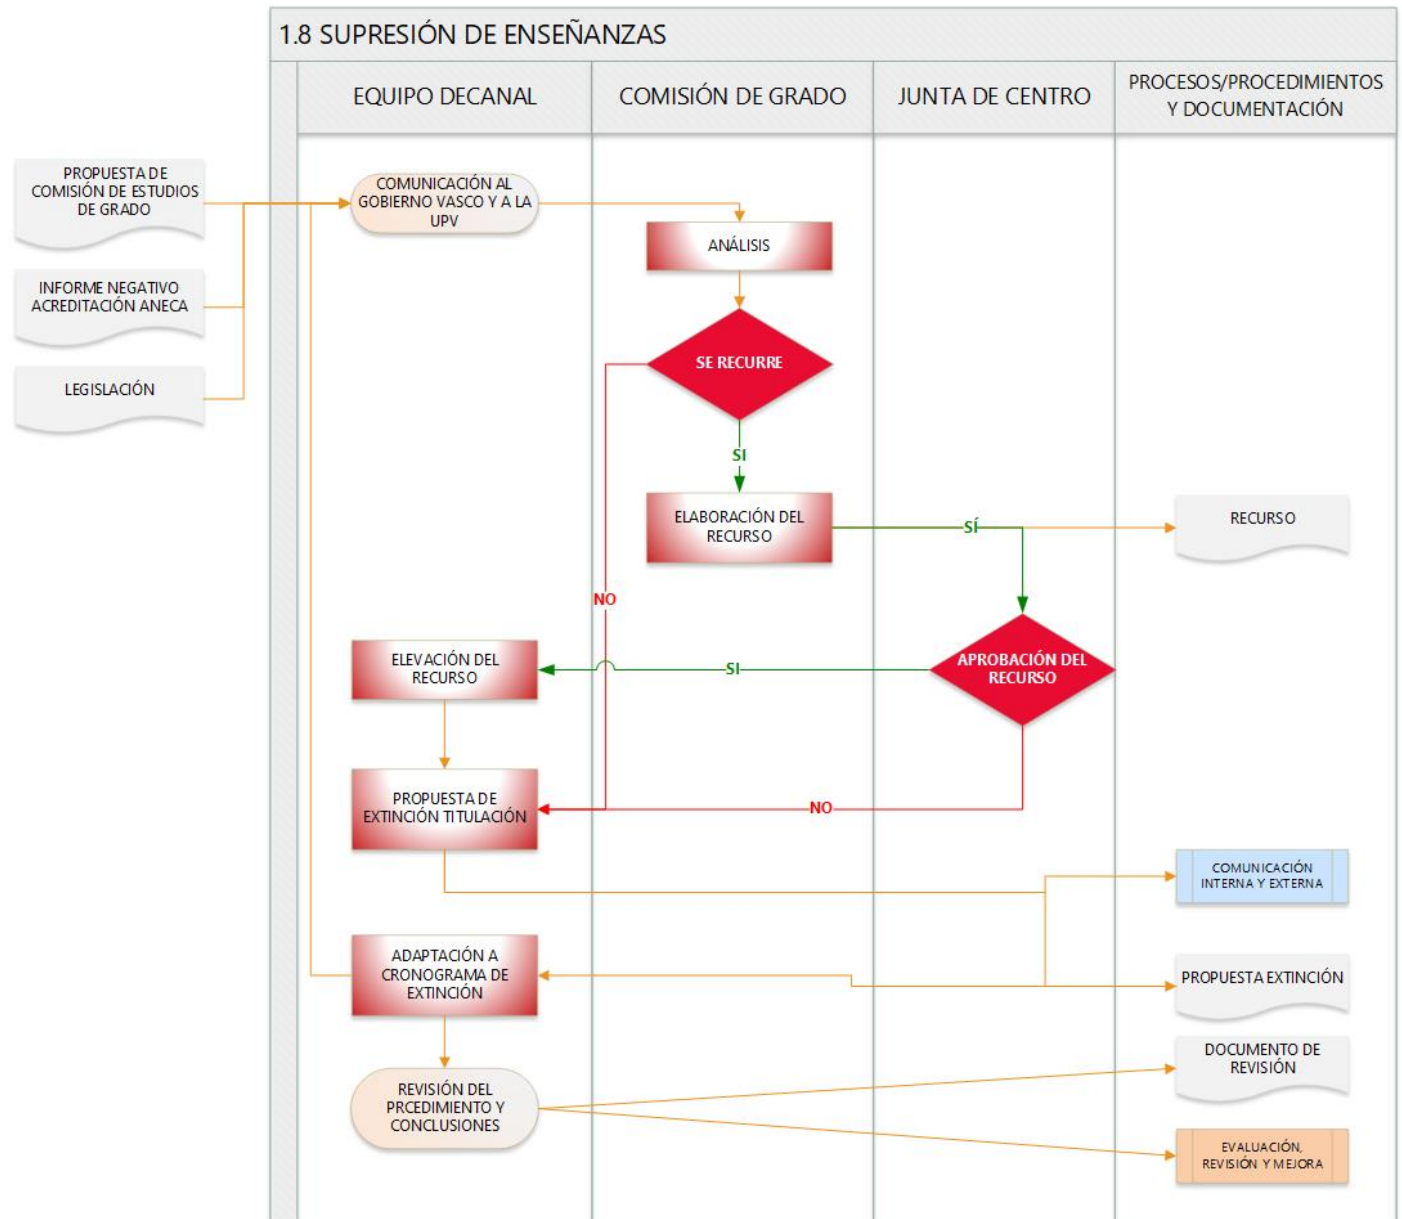 1.8 SUPRESIÓN DE ENSEÑANZAS
EQUIPO DECANAL
COMISIÓN DE GRADO
JUNTA DE CENTRO
PROCESOS/PROCEDIMIENTOS
Y DOCUMENTACIÓN
PROPUESTA DE
COMISIÓN DE ESTUDIOS
DE GRADO
INFORME NEGATIVO
ACREDITACIÓN ANECA
LEGISLACIÓN
COMUNICACIÓN AL
GOBIERNO VASCO Y A LA
UPV
ANÁLISIS
SE RECURRE
SI
ELABORACIÓN DEL
RECURSO
SÍ
RECURSO
NO
APROBACIÓN DEL
RECURSO
SI
ELEVACIÓN DEL
RECURSO
PROPUESTA DE
EXTINCIÓN TITULACIÓN
NO
COMUNICACIÓN
INTERNA Y EXTERNA
ADAPTACIÓN A
CRONOGRAMA DE
EXTINCIÓN
PROPUESTA EXTINCIÓN
DOCUMENTO DE
REVISIÓN
REVISIÓN DEL
PRCEDIMIENTO Y
CONCLUSIONES
EVALUACIÓN,
REVISIÓN Y MEJORA